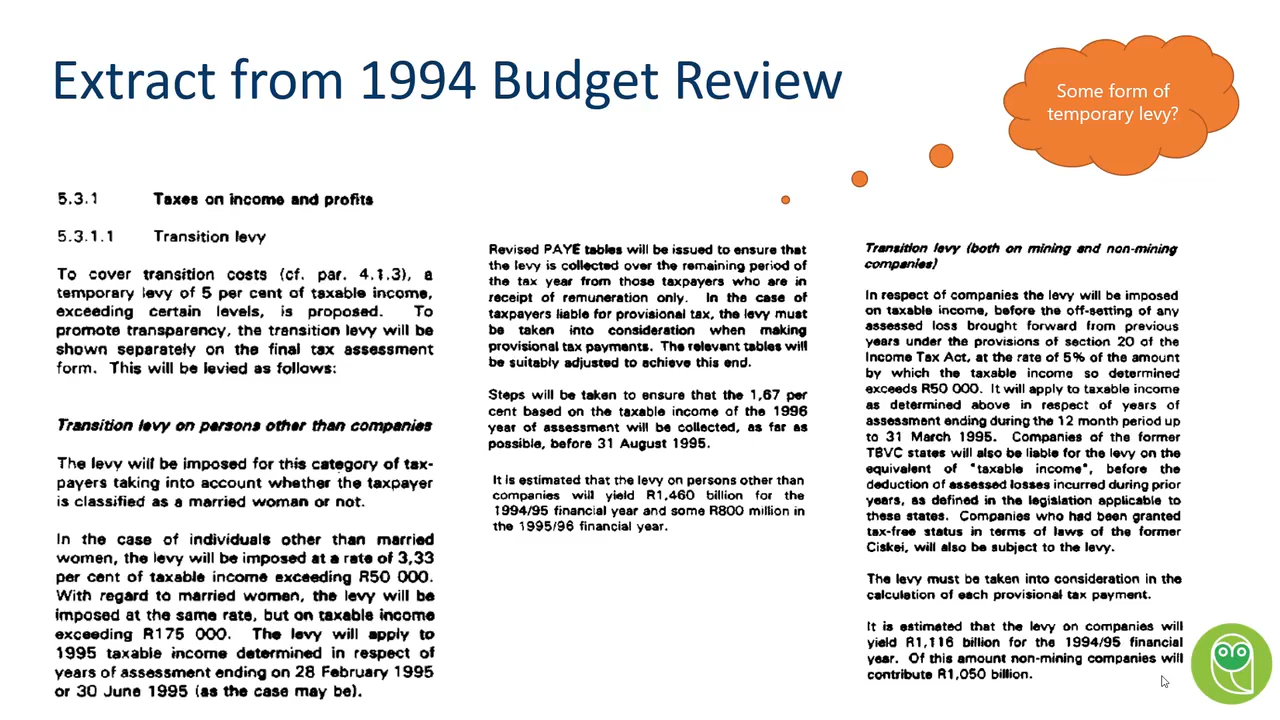 Extract from 1994 Budget Review
Some form of
temporary levy?
5.3.1 Taxes on income and profits
5.3.1.1 Transition levy
To cover transition costs (cf. par. 4.1.3), a
temporary levy of 5 per cent of taxable income,
exceeding certain levels, is proposed. To
promote transparency, the transition levy will be
shown separately on the final tax assessment
form. This will be levied as follows:
Transition levy on persons other than companies
The levy will be imposed for this category of tax-
payers taking into account whether the taxpayer
is classified as a married woman or not.
In the case of individuals other than married
women, the levy will be imposed at a rate of 3,33
per cent of taxable income exceeding R50 000.
With regard to married women, the levy will be
imposed at the same rate, but on taxable income
exceeding R175 000. The levy will apply to
1995 taxable income determined in respect of
years of assessment ending on 28 February 1995
or 30 June 1995 (as the case may be).
Revised PAYE tables will be issued to ensure that
the levy is collected over the remaining period of
the tax year from those taxpayers who are in
receipt of remuneration only. In the case of
taxpayers liable for provisional tax, the levy must
be taken into consideration when making
provisional tax payments. The relevant tables will
be suitably adjusted to achieve this end.
Steps will be taken to ensure that the 1,67 per
cent based on the taxable income of the 1996
year of assessment will be collected, as far as
possible, before 31 August 1995.
It is estimated that the levy on persons other than
companies will yield R1,460 billion for the
1994/95 financial year and some R800 million in
the 1995/96 financial year.
Transition levy (both on mining and non-mining
companies)
In respect of companies the levy will be imposed
on taxable income, before the off-setting of any
assessed loss brought forward from previous
years under the provisions of section 20 of the
Income Tax Act, at the rate of 5% of the amount
by which the taxable income so determined
exceeds R50 000. It will apply to taxable income
as determined above in respect of years of
assessment ending during the 12 month period up
to 31 March 1995. Companies of the former
TBVC states will also be liable for the levy on the
equivalent of "taxable income", before the
deduction of assessed losses incurred during prior
years, as defined in the legislation applicable to
these states. Companies who had been granted
tax-free status in terms of laws of the former
Ciskei, will also be subject to the levy.
The levy must be taken into consideration in the
calculation of each provisional tax payment.
It is estimated that the levy on companies will
yield R1,116 billion for the 1994/95 financial
year. Of this amount non-mining companies will
contribute R1,050 billion.